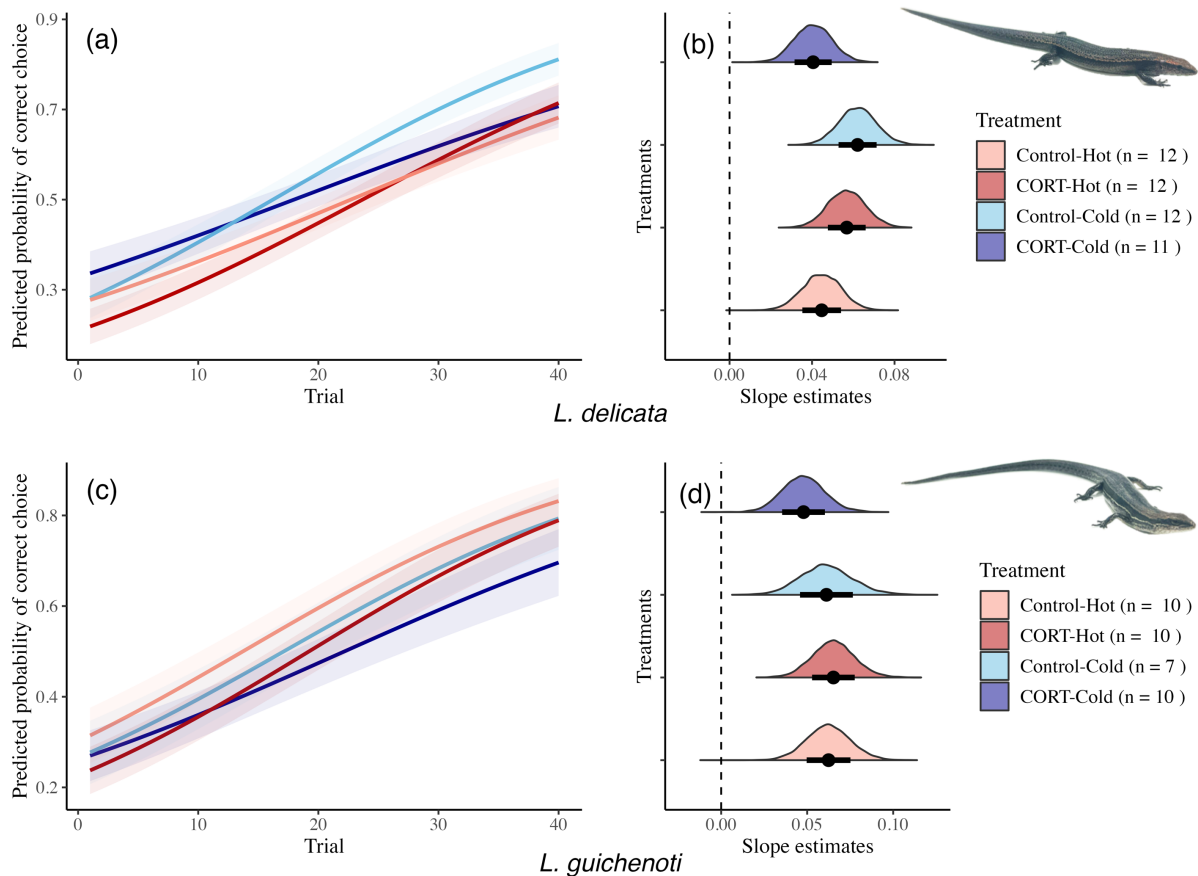 (a)
Predicted probability of correct choice
0.9
0.7
0.5
0.3
0
10
20
30
40
Trial
(b)
Treatments
0.00
0.04
0.08
Slope estimates
Treatment
Control-Hot (n = 12 )
CORT-Hot (n = 12 )
Control-Cold (n = 12 )
CORT-Cold (n = 11 )
L. delicata
(c)
Predicted probability of correct choice
0.8
0.6
0.4
0.2
0
10
20
30
40
Trial
(d)
Treatments
0.00
0.05
0.10
Slope estimates
Treatment
Control-Hot (n = 10 )
CORT-Hot (n = 10 )
Control-Cold (n = 7 )
CORT-Cold (n = 10 )
L. guichenoti